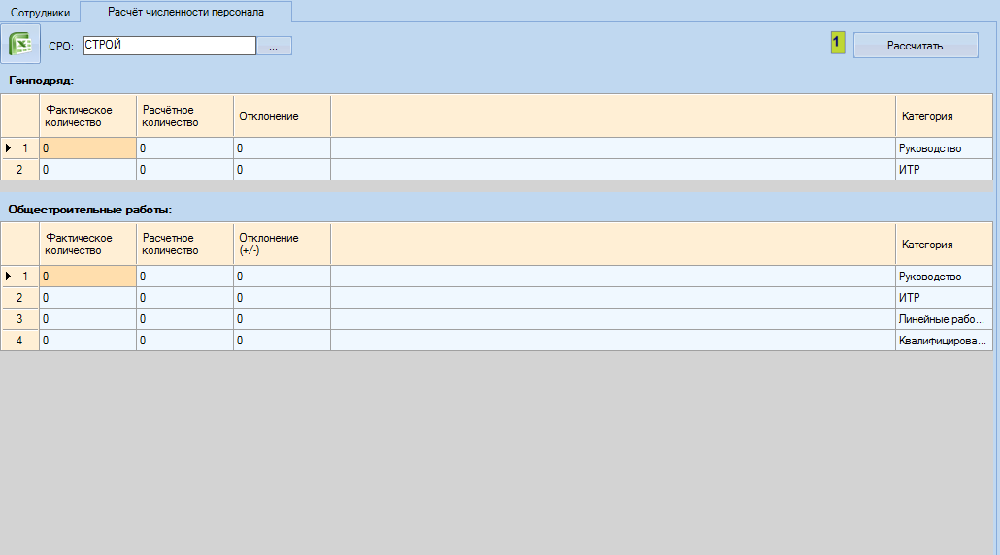 Сотрудники Расчёт численности персонала
СРО: СТРОЙ ... 1 Рассчитать
Генподряд:
Фактическое количество Расчётное количество Отклонение Категория
1 0 0 0 Руководство
2 0 0 0 ИТР
Общестроительные работы:
Фактическое количество Расчетное количество Отклонение (+/-) Категория
1 0 0 0 Руководство
2 0 0 0 ИТР
3 0 0 0 Линейные рабо...
4 0 0 0 Квалифицирова...